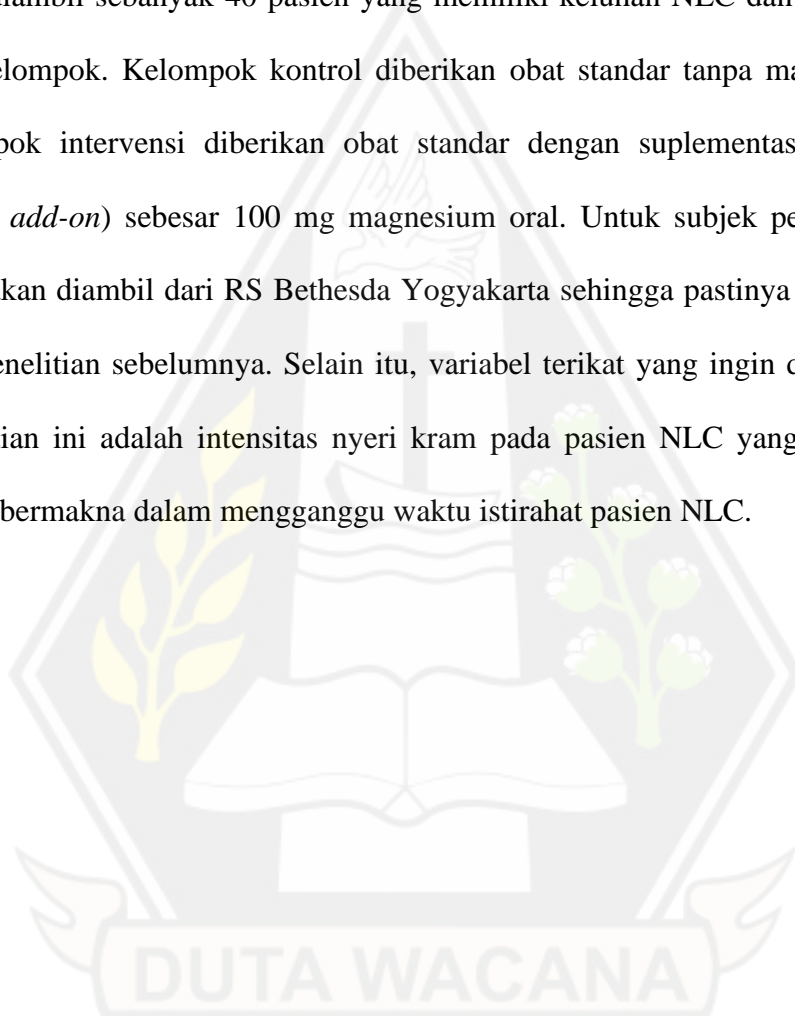 diambil sebanyak 40 pasien yang memiliki keluhan NLC dan
elompok. Kelompok kontrol diberikan obat standar tanpa ma
pok intervensi diberikan obat standar dengan suplementas
add-on) sebesar 100 mg magnesium oral. Untuk subjek pe
akan diambil dari RS Bethesda Yogyakarta sehingga pastinya
enelitian sebelumnya. Selain itu, variabel terikat yang ingin d
tian ini adalah intensitas nyeri kram pada pasien NLC yang
bermakna dalam mengganggu waktu istirahat pasien NLC.
DUTA WACANA